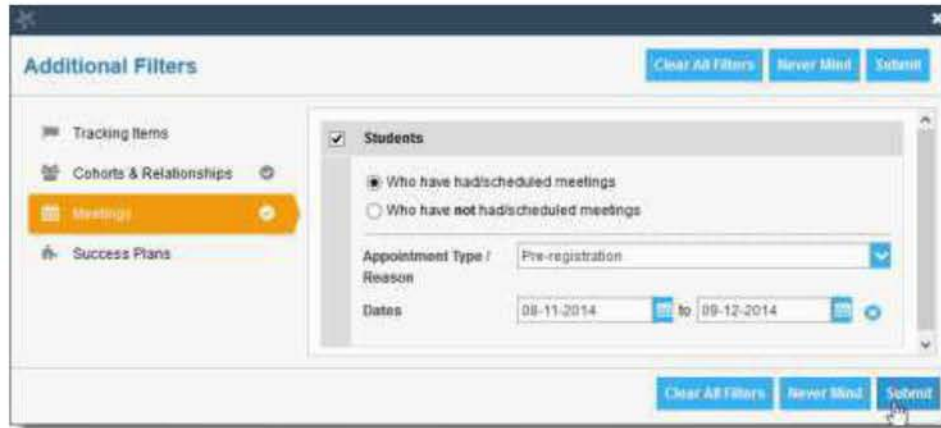 Additional Filters
Clear All Filters Never Mind Submit
Tracking Items
Cohorts & Relationships
Meetings
Success Plans
Students
Who have had/scheduled meetings
Who have not had/scheduled meetings
Appointment Type /
Reason
Pre-registration
Dates
08-11-2014 to 09-12-2014
Clear All Filters Never Mind Submit